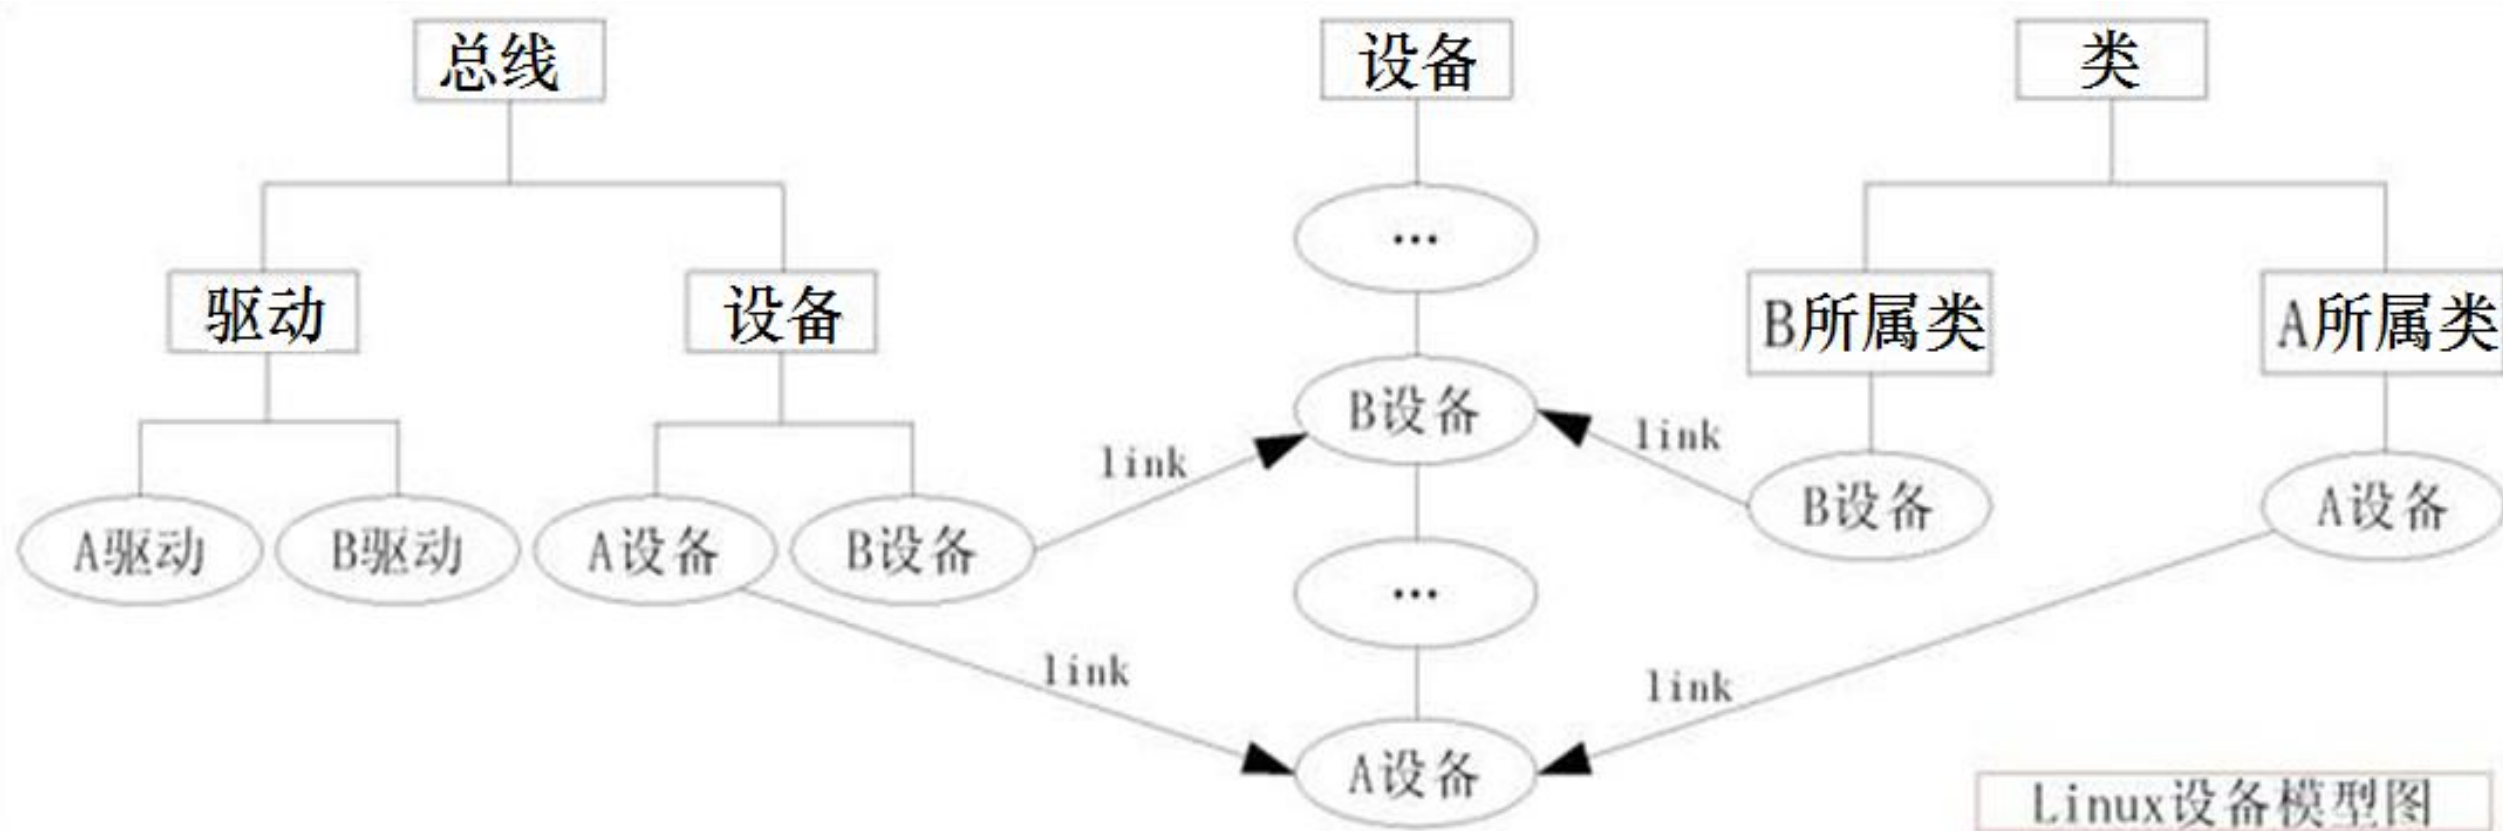 总线
设备
类
...
驱动
设备
B所属类
A所属类
B设备
link
link
A驱动
B驱动
A设备
B设备
B设备
A设备
...
link
link
A设备
Linux设备模型图